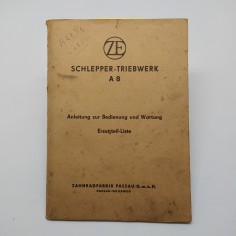 ZF
SCHLEPPER-TRIEBWERK
A 8
Anleitung zur Bedienung und Wartung
Ersatzteil-Liste
ZAHNRADFABRIK PASSAU G.m.b.H.